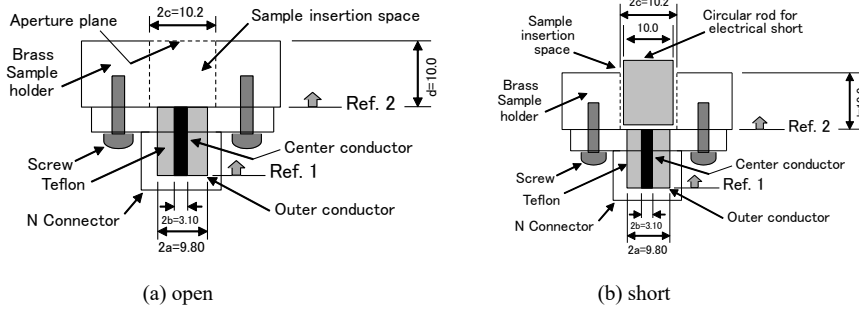 2c=10.2
Aperture plane
Sample insertion space
Brass
Sample
holder
d=10.0
Ref. 2
Screw
Teflon
Center conductor
Ref. 1
N Connector
Outer conductor
2b=3.10
2a=9.80
(a) open
2c=10.2
Sample
insertion
space
10.0
Circular rod for
electrical short
Brass
Sample
holder
Ref. 2
Screw
Teflon
Center conductor
Ref. 1
N Connector
Outer conductor
2b=3.10
2a=9.80
(b) short